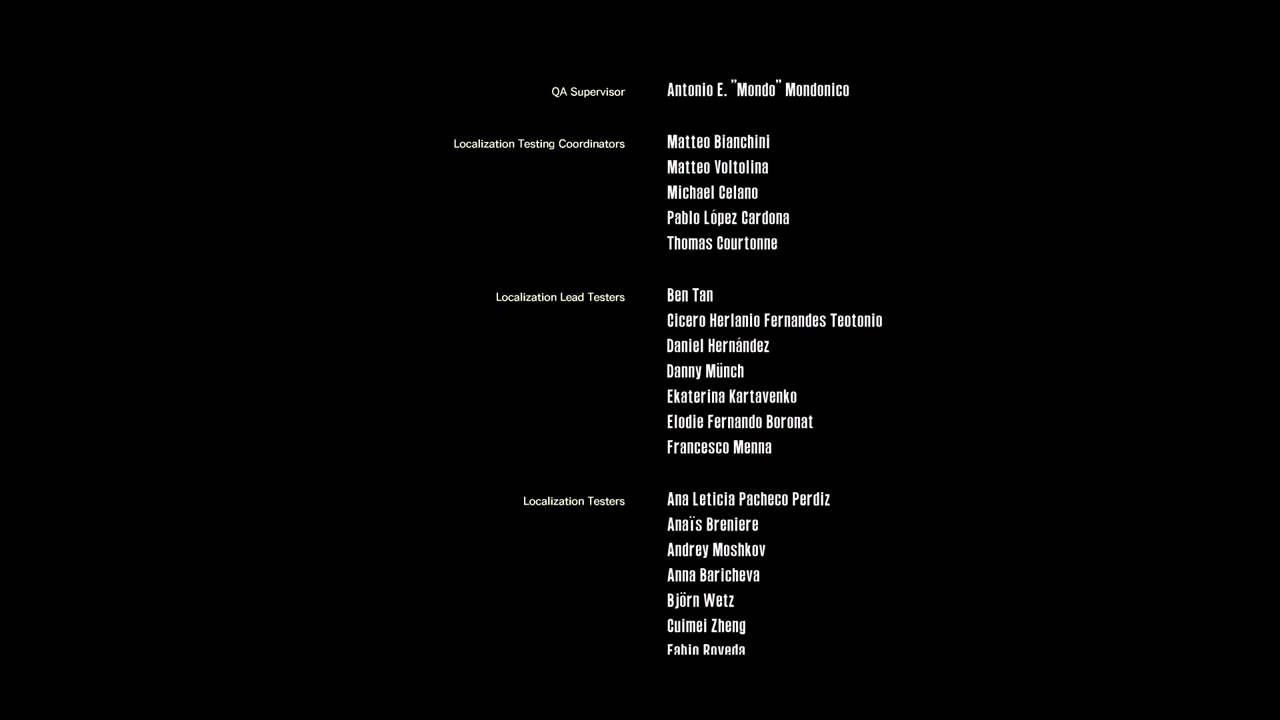 QA Supervisor Antonio E. "Mondo" Mondonico
Localization Testing Coordinators Matteo Bianchini
Matteo Voltolina
Michael Celano
Pablo López Cardona
Thomas Courtonne
Localization Lead Testers Ben Tan
Cicero Herlanio Fernandes Teotonio
Daniel Hernández
Danny Münch
Ekaterina Kartavenko
Elodie Fernando Boronat
Francesco Menna
Localization Testers Ana Leticia Pacheco Perdiz
Anaïs Breniere
Andrey Moshkov
Anna Baricheva
Björn Wetz
Cuimei Zheng
Fabio Roveda